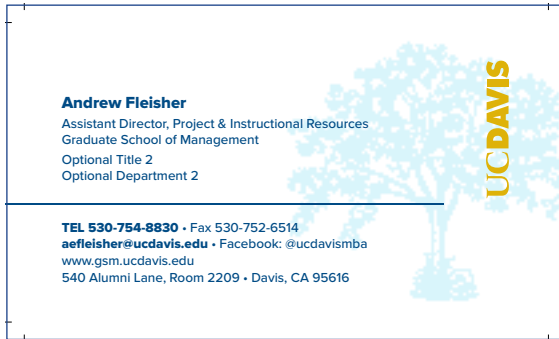 Andrew Fleisher
Assistant Director, Project & Instructional Resources
Graduate School of Management
Optional Title 2
Optional Department 2
TEL 530-754-8830 • Fax 530-752-6514
aefleisher@ucdavis.edu • Facebook: @ucdavismba
www.gsm.ucdavis.edu
540 Alumni Lane, Room 2209 • Davis, CA 95616
UCDAVIS